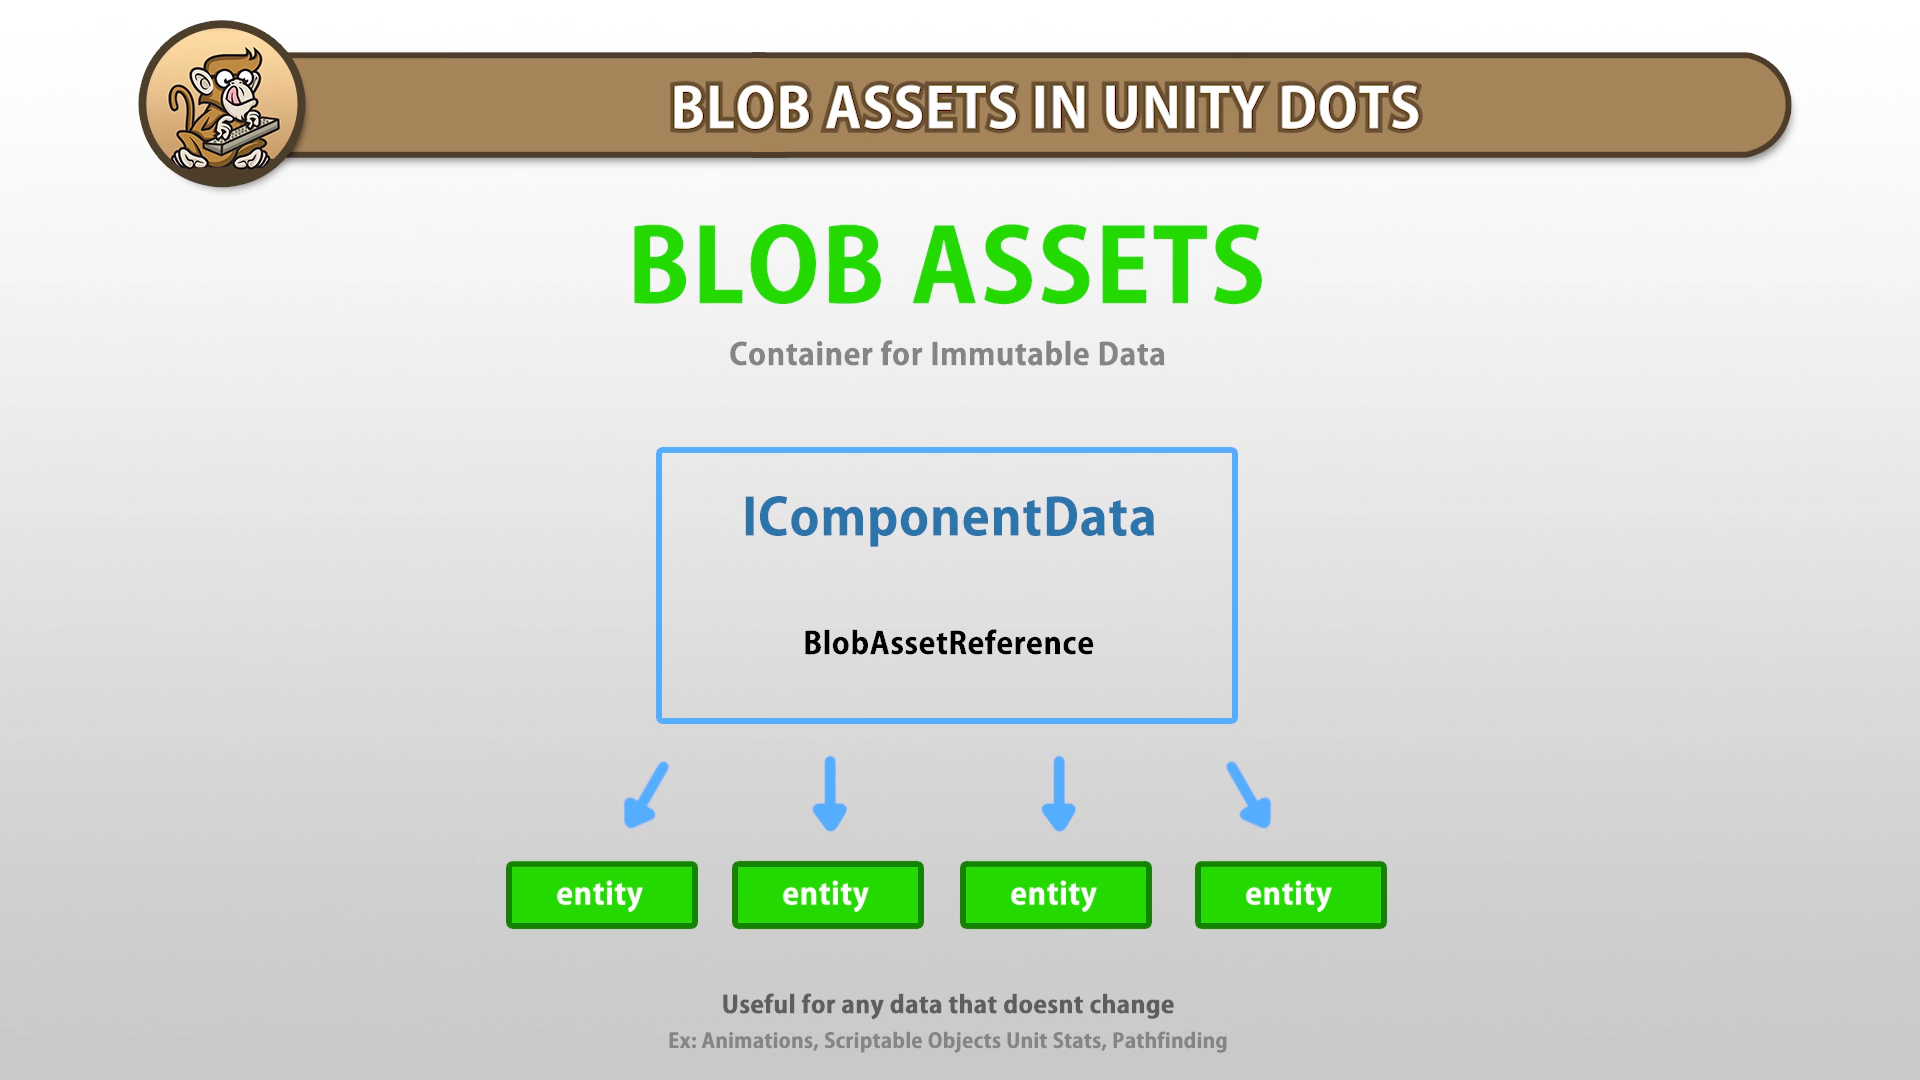 BLOB ASSETS IN UNITY DOTS
BLOB ASSETS
Container for Immutable Data
IComponentData
BlobAssetReference
entity
entity
entity
entity
Useful for any data that doesnt change
Ex: Animations, Scriptable Objects Unit Stats, Pathfinding